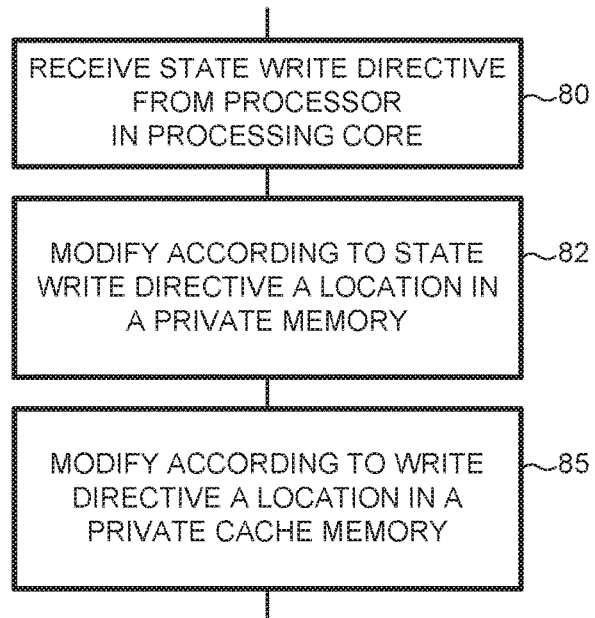 RECEIVE STATE WRITE DIRECTIVE
FROM PROCESSOR
IN PROCESSING CORE
80
MODIFY ACCORDING TO STATE
WRITE DIRECTIVE A LOCATION IN
A PRIVATE MEMORY
82
MODIFY ACCORDING TO WRITE
DIRECTIVE A LOCATION IN A
PRIVATE CACHE MEMORY
85